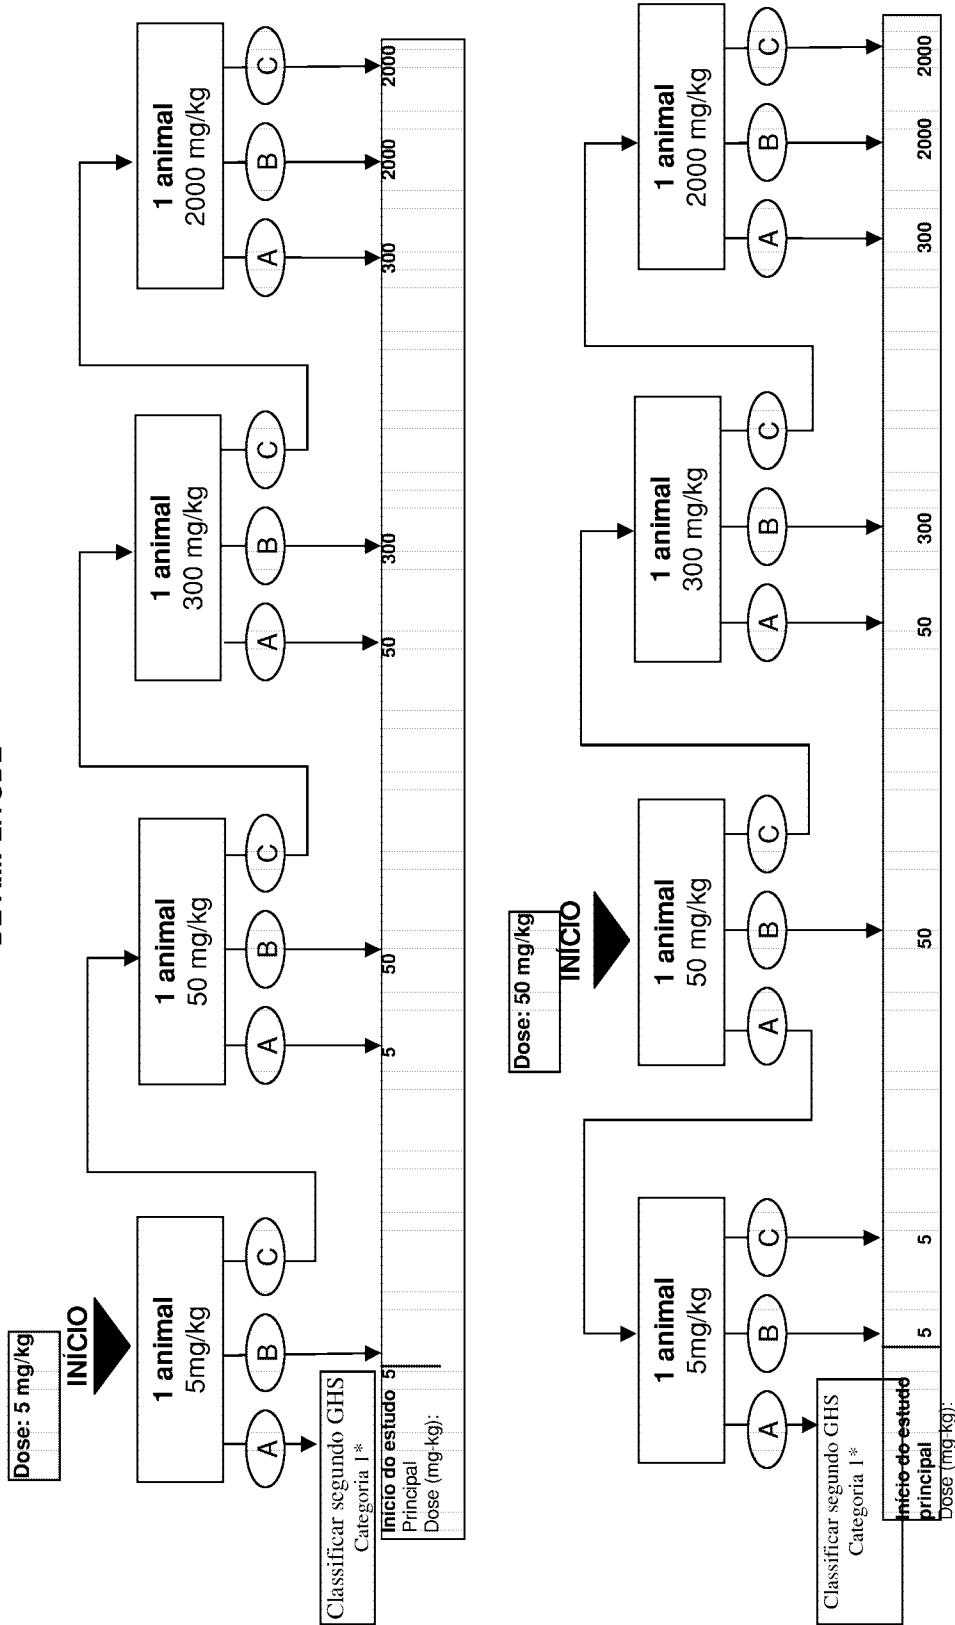 Dose: 5 mg/kg
INÍCIO
1 animal
5mg/kg
1 animal
50 mg/kg
1 animal
300 mg/kg
1 animal
2000 mg/kg
A B C A B C A B C A B C
Classificar segundo GHS
Categoria 1*
Início do estudo 5 5 50 50 300 300 2000 2000
Principal
Dose (mg-kg):
Dose: 50 mg/kg
INÍCIO
1 animal
5mg/kg
1 animal
50 mg/kg
1 animal
300 mg/kg
1 animal
2000 mg/kg
A B C A B C A B C A B C
Classificar segundo GHS
Categoria 1*
Início do estudo
principal 5 5 50 50 300 300 2000 2000
Dose (mg-kg):